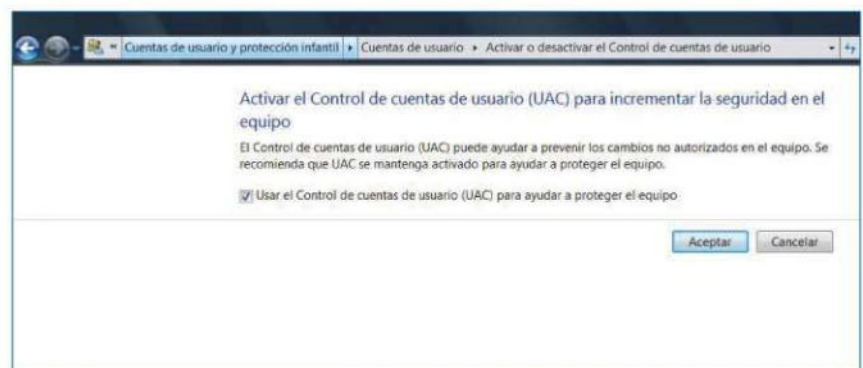 Cuentas de usuario y protección infantil Cuentas de usuario Activar o desactivar el Control de cuentas de usuario
Activar el Control de cuentas de usuario (UAC) para incrementar la seguridad en el
equipo
El Control de cuentas de usuario (UAC) puede ayudar a prevenir los cambios no autorizados en el equipo. Se
recomienda que UAC se mantenga activado para ayudar a proteger el equipo.
Usar el Control de cuentas de usuario (UAC) para ayudar a proteger el equipo
Aceptar Cancelar